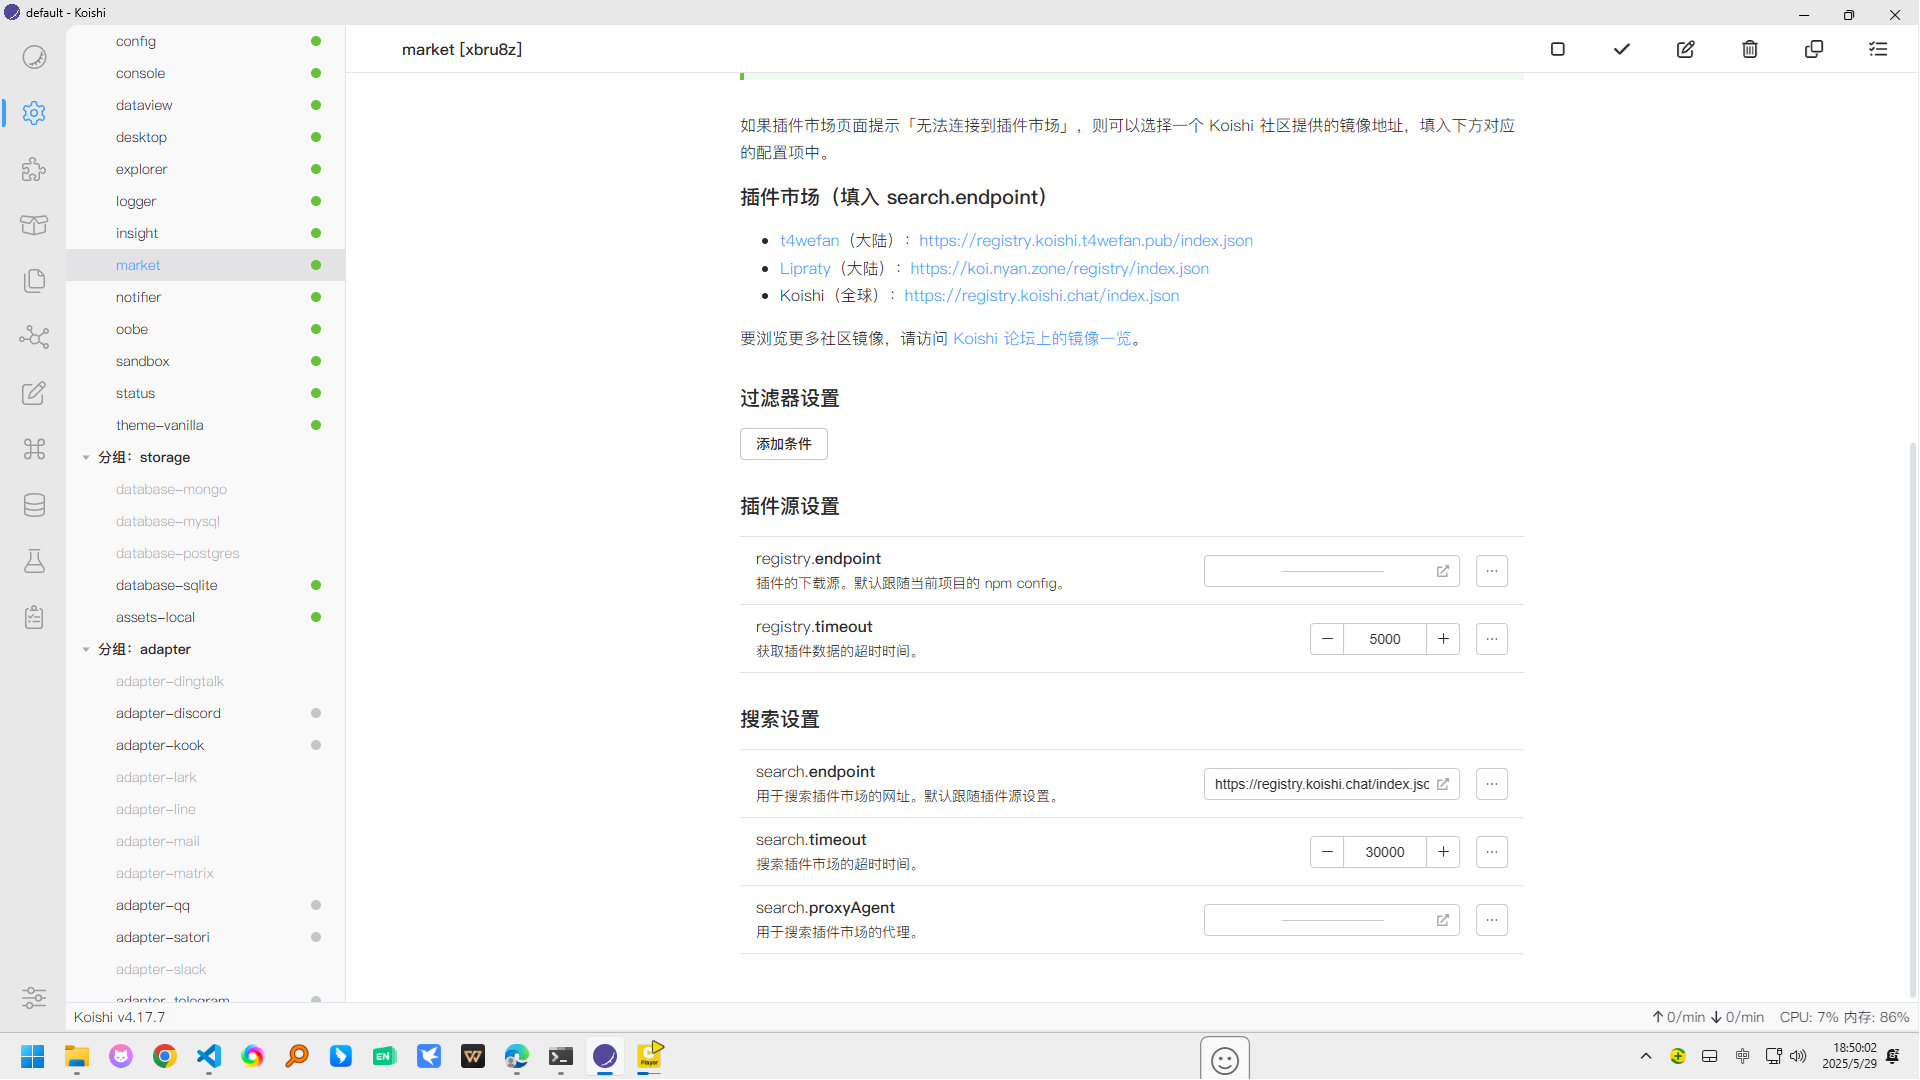 default - Koishi
config
console
dataview
desktop
explorer
logger
insight
market
notifier
oobe
sandbox
status
theme-vanilla
分组：storage
database-mongo
database-mysql
database-postgres
database-sqlite
assets-local
分组：adapter
adapter-dingtalk
adapter-discord
adapter-kook
adapter-lark
adapter-line
adapter-mail
adapter-matrix
adapter-qq
adapter-satori
adapter-slack
adapter-telegram
market [xbru8z]
如果插件市场页面提示「无法连接到插件市场」，则可以选择一个 Koishi 社区提供的镜像地址，填入下方对应
的配置项中。
插件市场（填入 search.endpoint）
t4wefan（大陆）：https://registry.koishi.t4wefan.pub/index.json
Lipraty（大陆）：https://koi.nyan.zone/registry/index.json
Koishi（全球）：https://registry.koishi.chat/index.json
要浏览更多社区镜像，请访问 Koishi 论坛上的镜像一览。
过滤器设置
添加条件
插件源设置
registry.endpoint
插件的下载源。默认跟随当前项目的 npm config。
registry.timeout
获取插件数据的超时时间。
5000
搜索设置
search.endpoint
用于搜索插件市场的网址。默认跟随插件源设置。
https://registry.koishi.chat/index.jsc
search.timeout
搜索插件市场的超时时间。
30000
search.proxyAgent
用于搜索插件市场的代理。
Koishi v4.17.7
0/min 0/min CPU: 7% 内存: 86%
EN
Player
中
18:50:02
2025/5/29